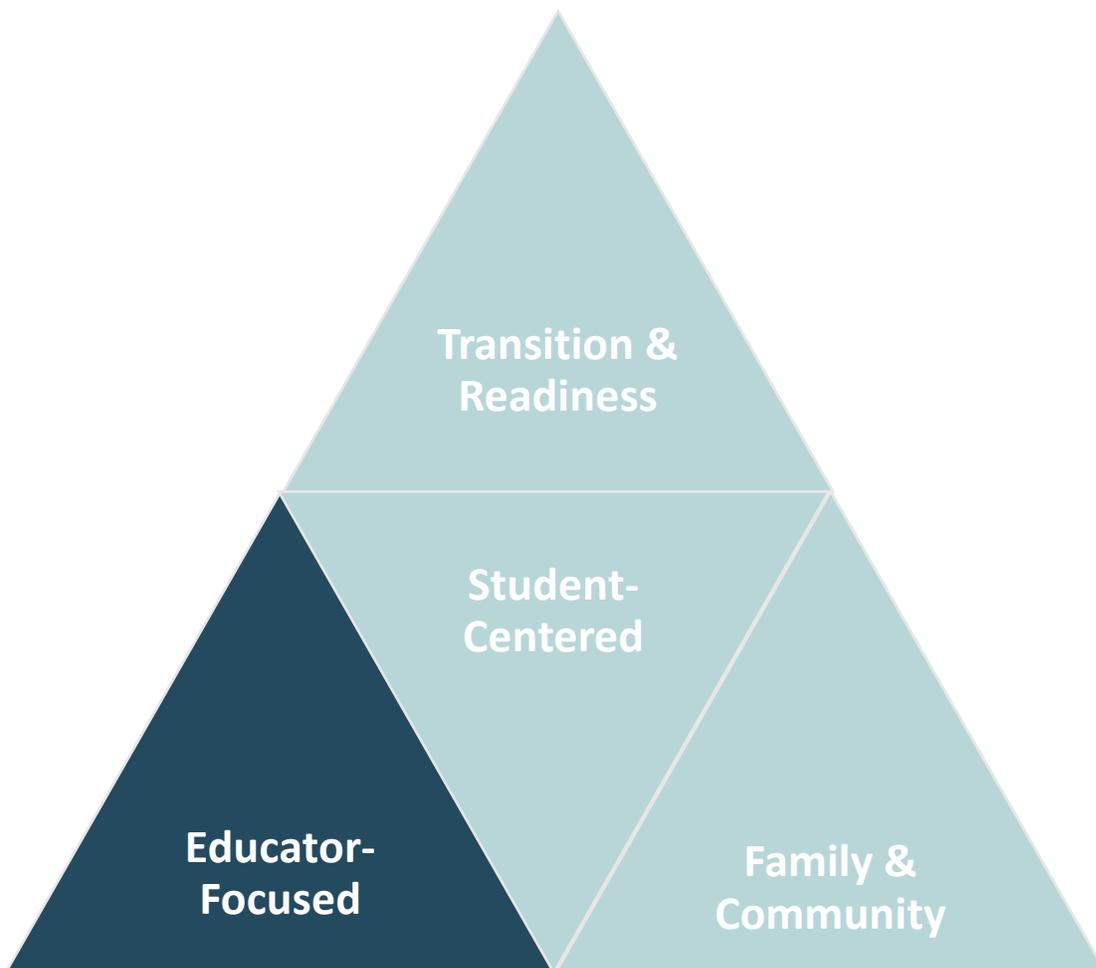 Transition &
Readiness
Student-
Centered
Educator-
Focused
Family &
Community